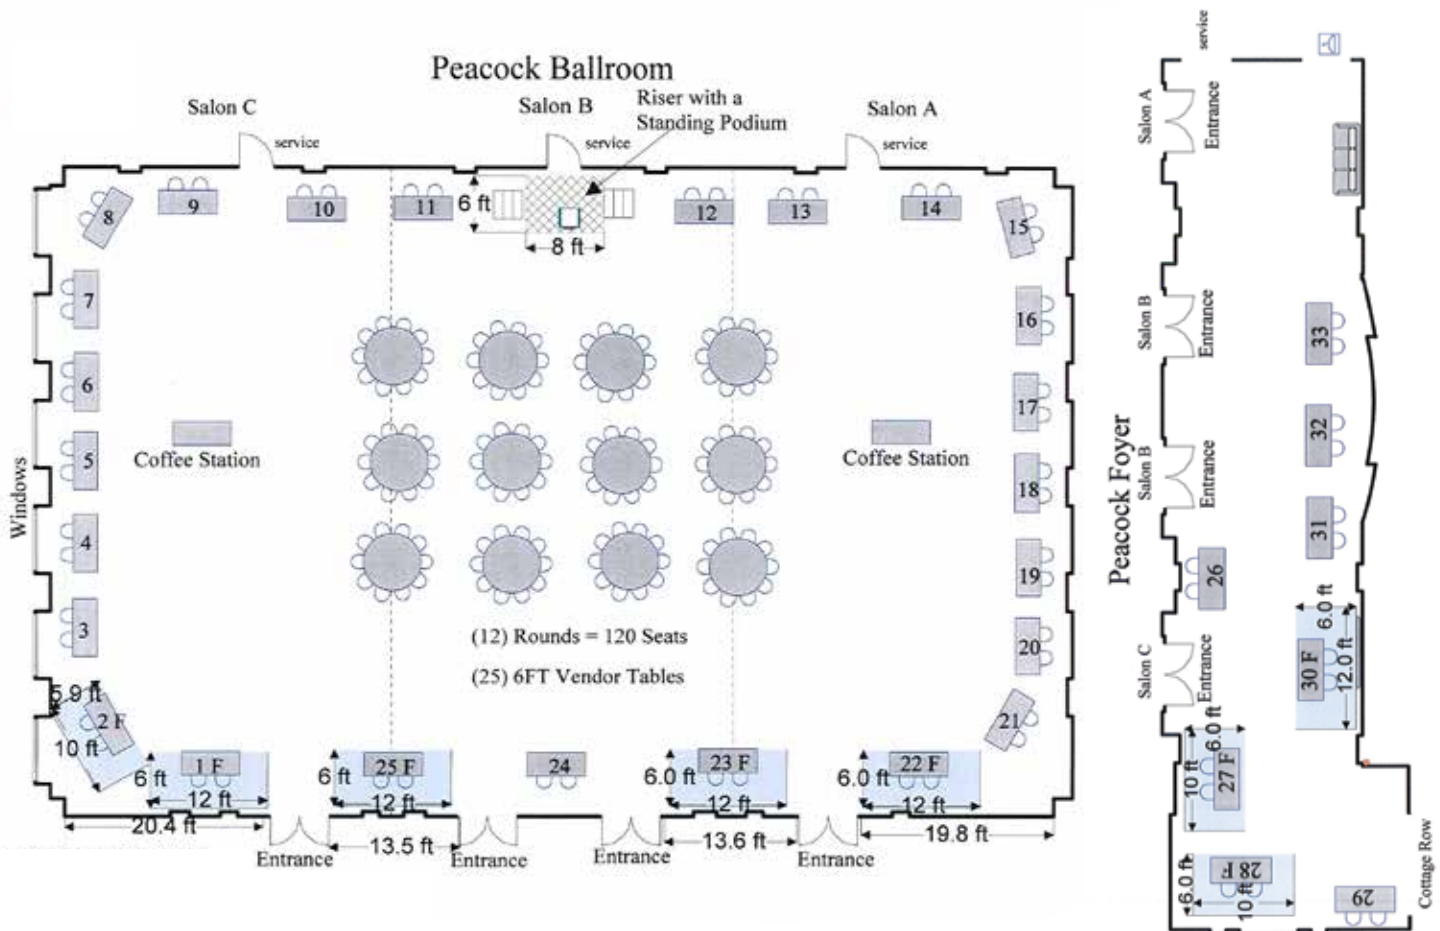 Peacock Ballroom
Salon C
Salon B
Salon A
Riser with a
Standing Podium
service
service
service
8
9
10
11
6 ft
8 ft
12
13
14
15
7
6
5
4
3
Windows
Coffee Station
Coffee Station
16
17
18
19
20
21
(12) Rounds = 120 Seats
(25) 6FT Vendor Tables
5.9 ft
2 F
10 ft
6 ft
1 F
12 ft
20.4 ft
6 ft
25 F
12 ft
13.5 ft
24
6.0 ft
23 F
12 ft
13.6 ft
6.0 ft
22 F
12 ft
19.8 ft
Entrance
Entrance
Entrance
Entrance
service
Salon A
Entrance
Salon B
Entrance
33
32
Peacock Foyer
Salon B
Entrance
31
26
6.0 ft
12.0 ft
30 F
Salon C
Entrance
6.0 ft
10 ft
27 F
6.0 ft
28 F
10 ft
29
Cottage Row